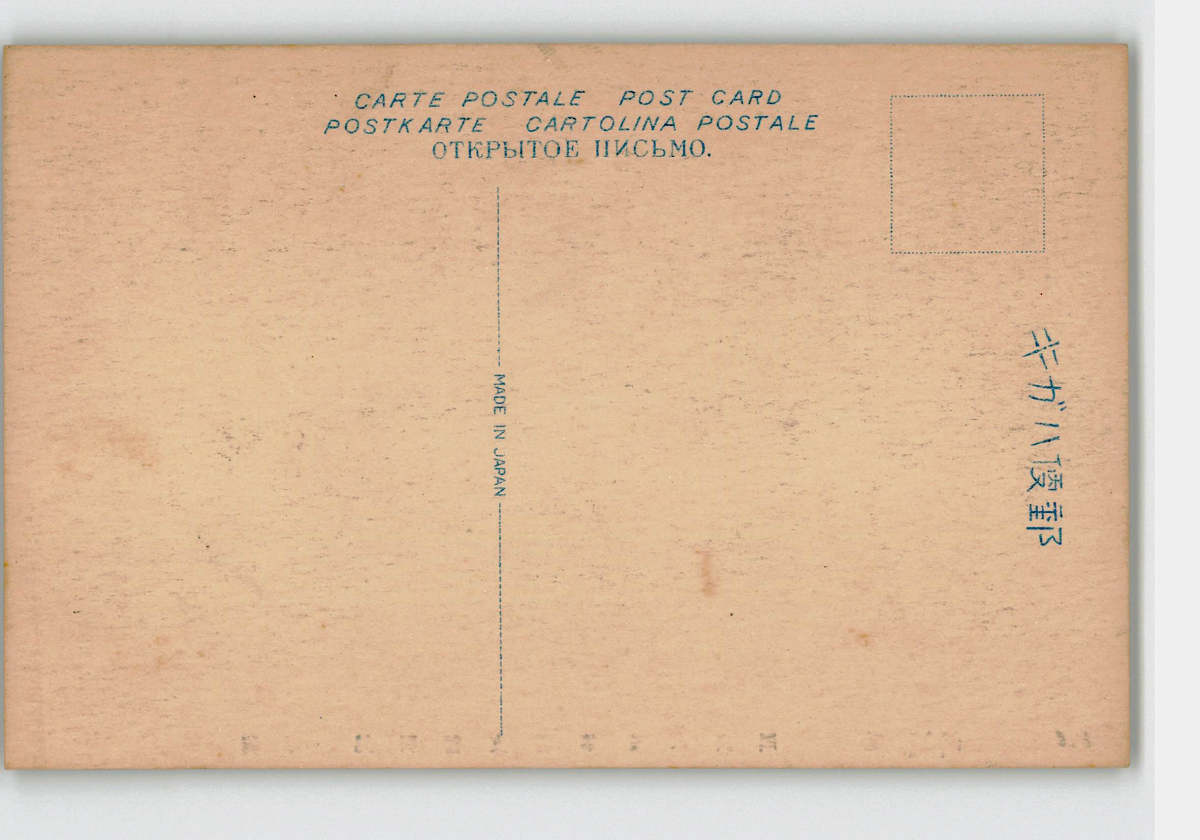 CARTE POSTALE POST CARD
POSTKARTE CARTOLINA POSTALE
ОТКРЫТОЕ ПИСЬМО.
MADE IN JAPAN
郵便ハガキ